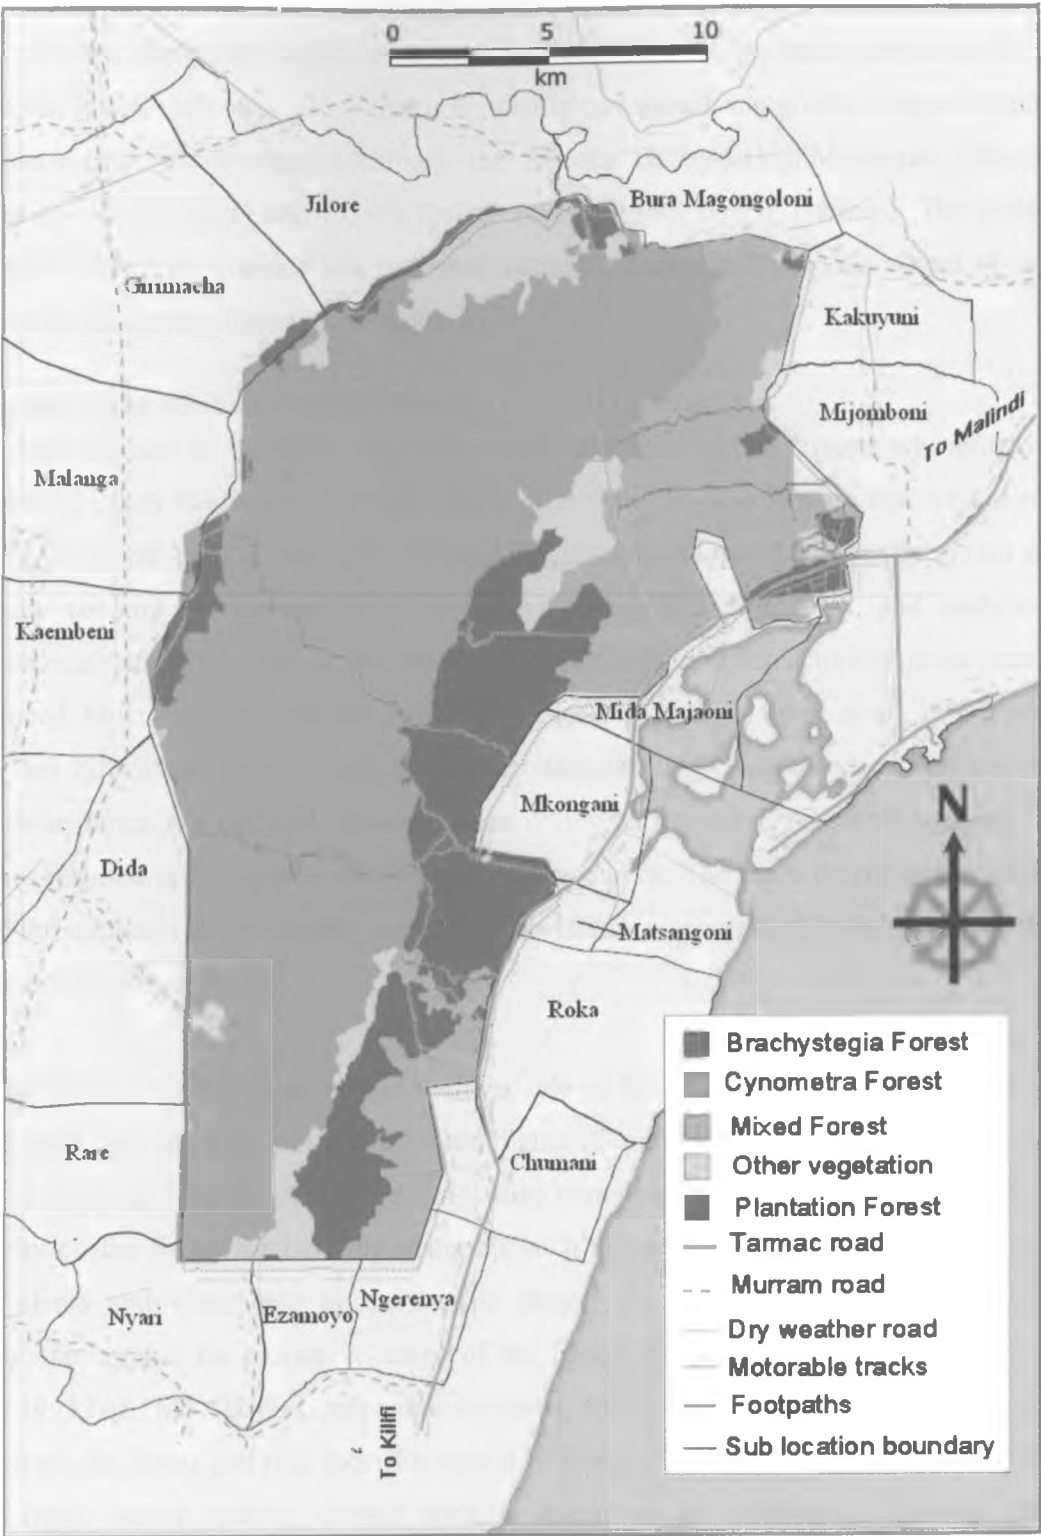 0 5 10
km
Jilore
Bura Magongoloni
Girimacha
Kakuyuni
Mijomboni
To Malindi
Malanga
Kaembeni
Mida Majaoni
Mkongani
N
Dida
Matsangoni
Roka
Brachystegia Forest
Cynometra Forest
Mixed Forest
Other vegetation
Plantation Forest
Tarmac road
Murram road
Dry weather road
Motorable tracks
Footpaths
Sub location boundary
Rare
Chumani
Nyari
Ezamoyo
Ngerenya
To Kilifi